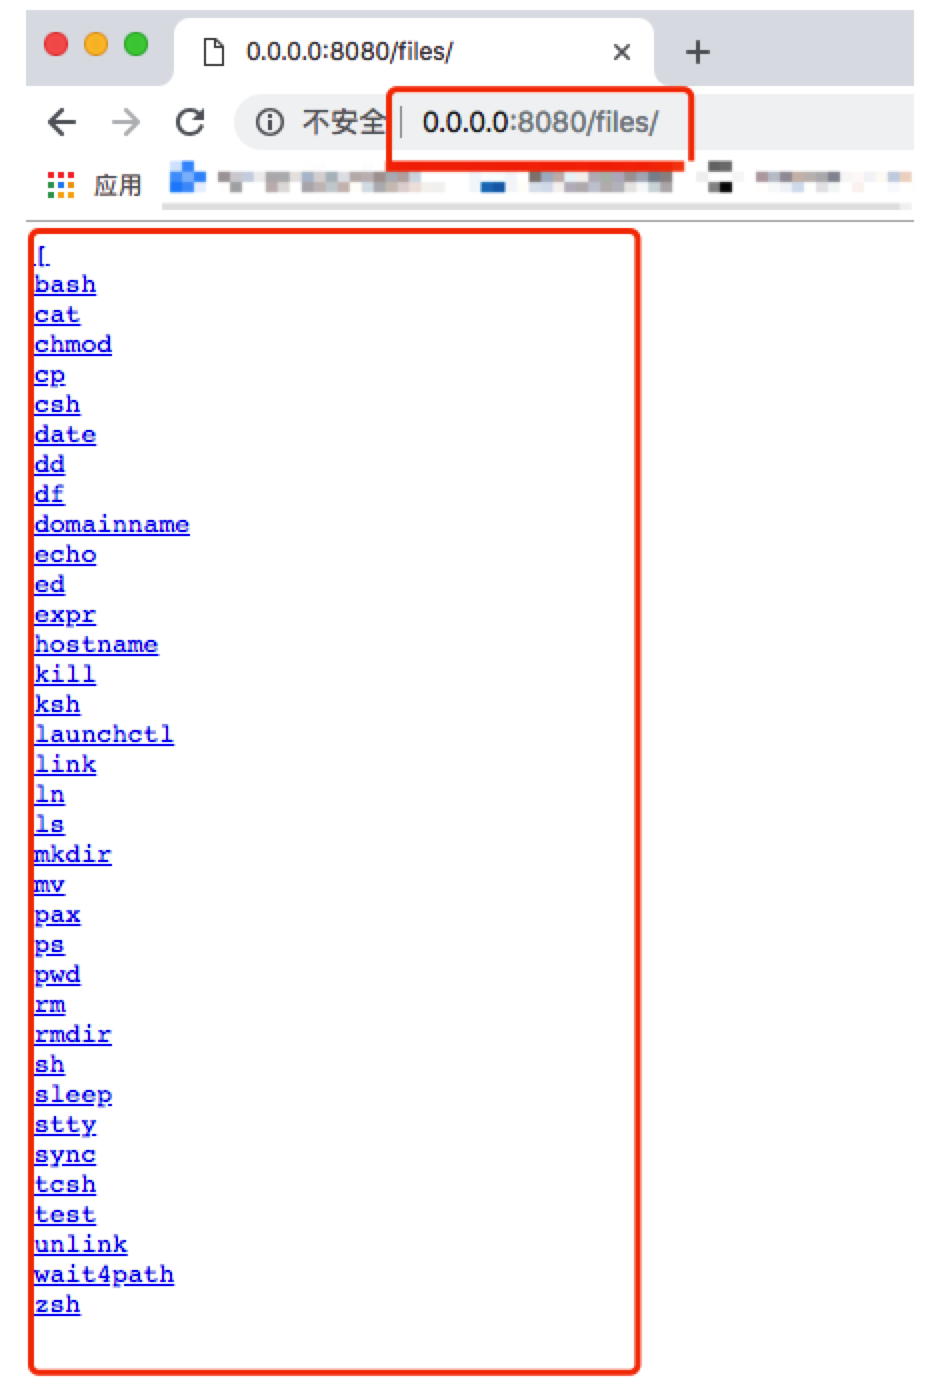 0.0.0.0:8080/files/
不安全 0.0.0.0:8080/files/
应用
[
bash
cat
chmod
cp
csh
date
dd
df
domainname
echo
ed
expr
hostname
kill
ksh
launchctl
link
ln
ls
mkdir
mv
pax
ps
pwd
rm
rmdir
sh
sleep
stty
sync
tcsh
test
unlink
wait4path
zsh